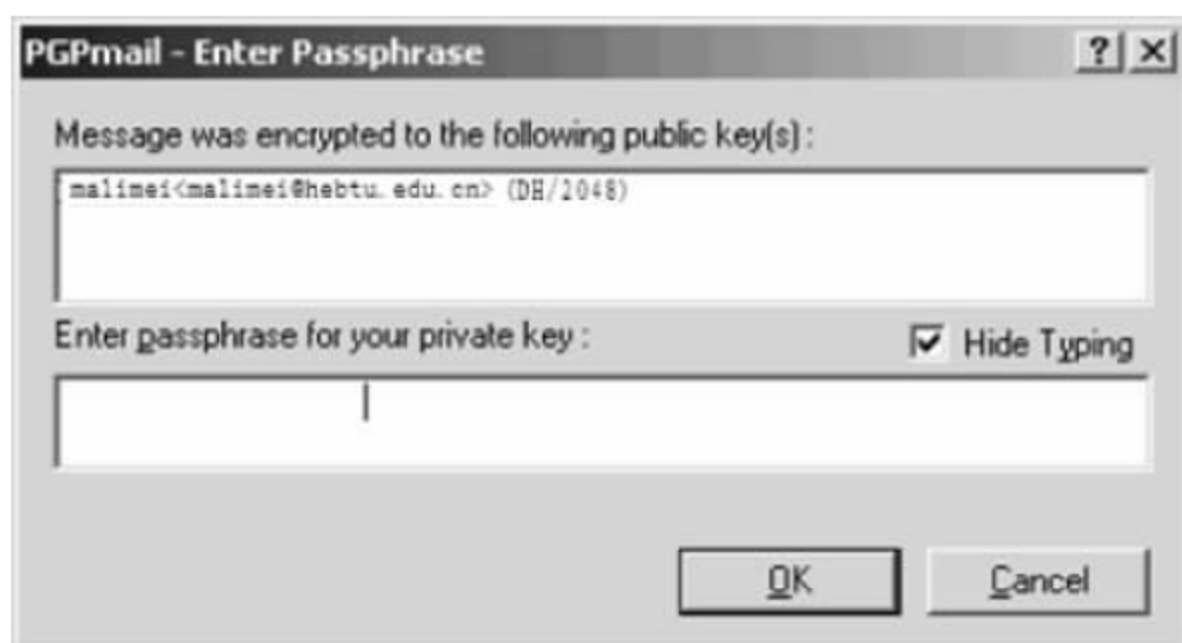 PGPmail - Enter Passphrase
Message was encrypted to the following public key(s) :
malimei<malimei@hebtu.edu.cn> (DH/2048)
Enter passphrase for your private key :
Hide Typing
OK
Cancel